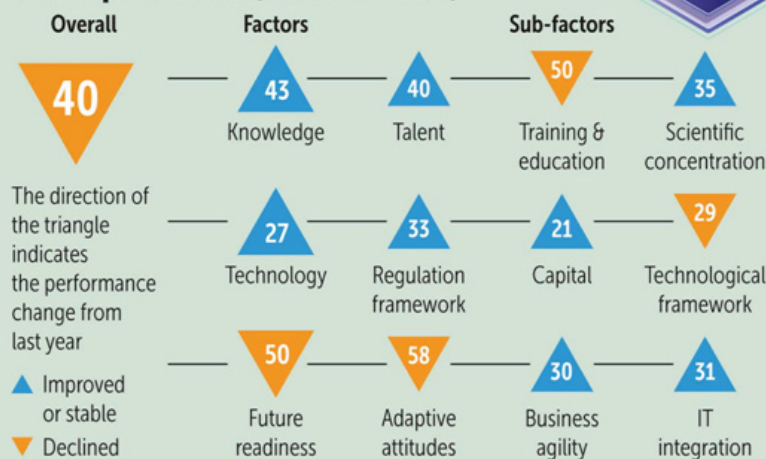 Overall Factors Sub-factors
40
43 40 50 35
Knowledge Talent Training & Scientific
education concentration
The direction of
the triangle
indicates
the performance
change from
last year
27 33 21 29
Technology Regulation Capital Technological
framework framework
50 58 30 31
Future Adaptive Business IT
readiness attitudes agility integration
Improved
or stable
Declined